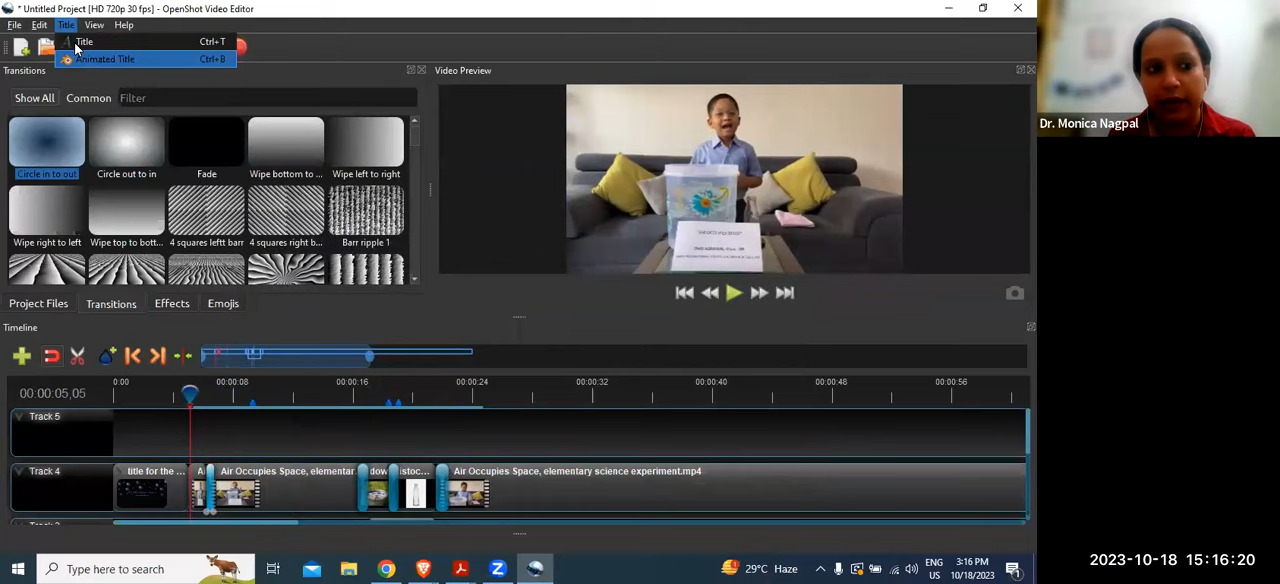 * Untitled Project [HD 720p 30 fps] - OpenShot Video Editor
File Edit Title View Help
Title Ctrl+T
Animated Title Ctrl+B
Transitions
Video Preview
Show All Common Filter
Circle in to out Circle out to in Fade Wipe bottom to ... Wipe left to right
Wipe right to left Wipe top to bott... 4 squares left barr 4 squares right b... Barr ripple 1
Project Files Transitions Effects Emojis
Timeline
00:00:05,05
0:00 00:00:08 00:00:16 00:00:24 00:00:32 00:00:40 00:00:48 00:00:56
Track 5
Track 4
title for the ... Air Occupies Space, elementar dow istoc... Air Occupies Space, elementary science experiment.mp4
Type here to search
29°C Haze
ENG
US
3:16 PM
10/18/2023
Dr. Monica Nagpal
2023-10-18 15:16:20